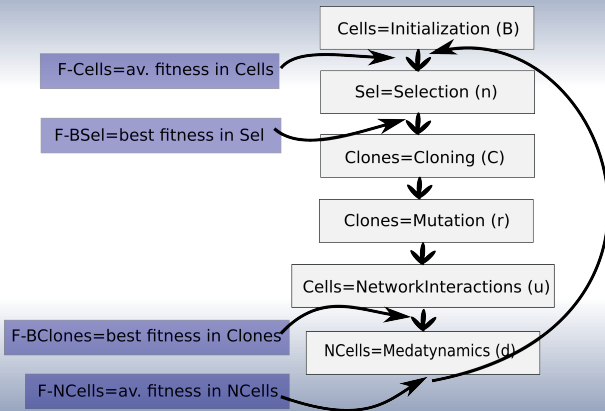 Cells=Initialization (B)
F-Cells=av. fitness in Cells
Sel=Selection (n)
F-BSel=best fitness in Sel
Clones=Cloning (C)
Clones=Mutation (r)
Cells=NetworkInteractions (u)
F-BClones=best fitness in Clones
NCells=Medatynamics (d)
F-NCells=av. fitness in NCells